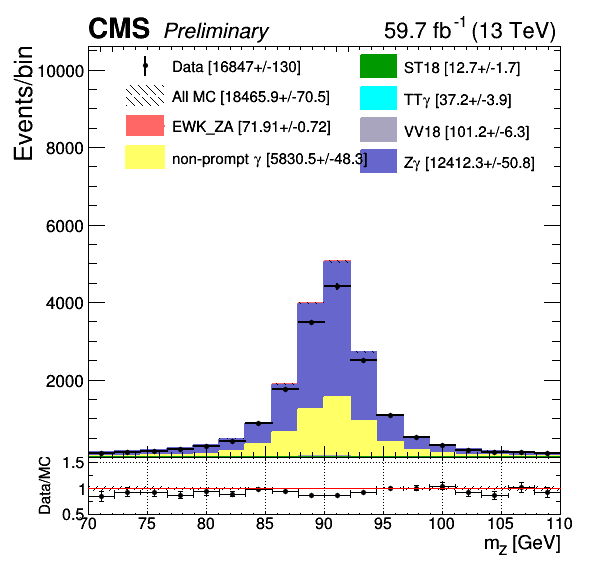 CMS Preliminary 59.7 fb⁻¹ (13 TeV)
Events/bin
10000
8000
6000
4000
2000
Data [16847+/-130]
All MC [18465.9+/-70.5]
EWK_ZA [71.91+/-0.72]
non-prompt γ [5830.5+/-48.3]
ST18 [12.7+/-1.7]
TTγ [37.2+/-3.9]
VV18 [101.2+/-6.3]
Zγ [12412.3+/-50.8]
Data/MC
1.5
1
0.5
70 75 80 85 90 95 100 105 110
m_Z [GeV]